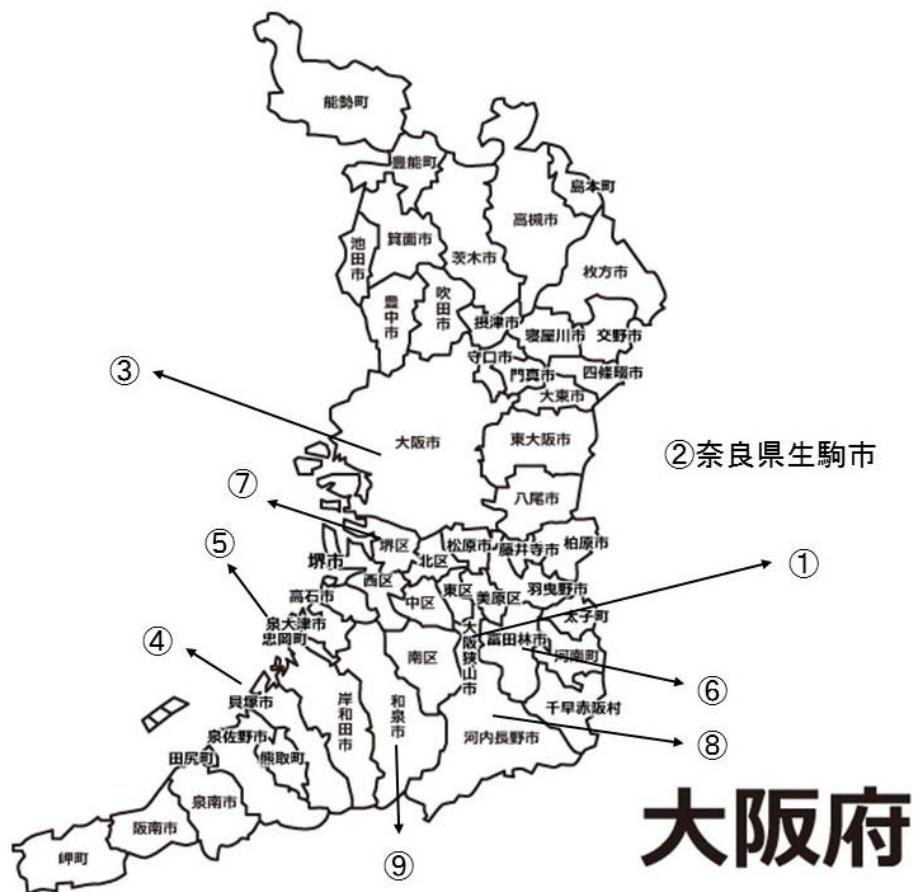 能勢町
豊能町
島本町
高槻市
箕面市
池田市
茨木市
枚方市
豊中市
吹田市
摂津市
寝屋川市
交野市
守口市
門真市
四條畷市
③
大東市
大阪市
東大阪市
②奈良県生駒市
八尾市
⑦
堺区
松原市
藤井寺市
柏原市
⑤
堺市
北区
①
西区
東区
美原区
羽曳野市
高石市
中区
太子町
泉大津市
忠岡町
大阪狭山市
富田林市
④
南区
河南町
⑥
貝塚市
岸和田市
和泉市
千早赤阪村
泉佐野市
河内長野市
⑧
田尻町
熊取町
泉南市
阪南市
岬町
⑨
大阪府